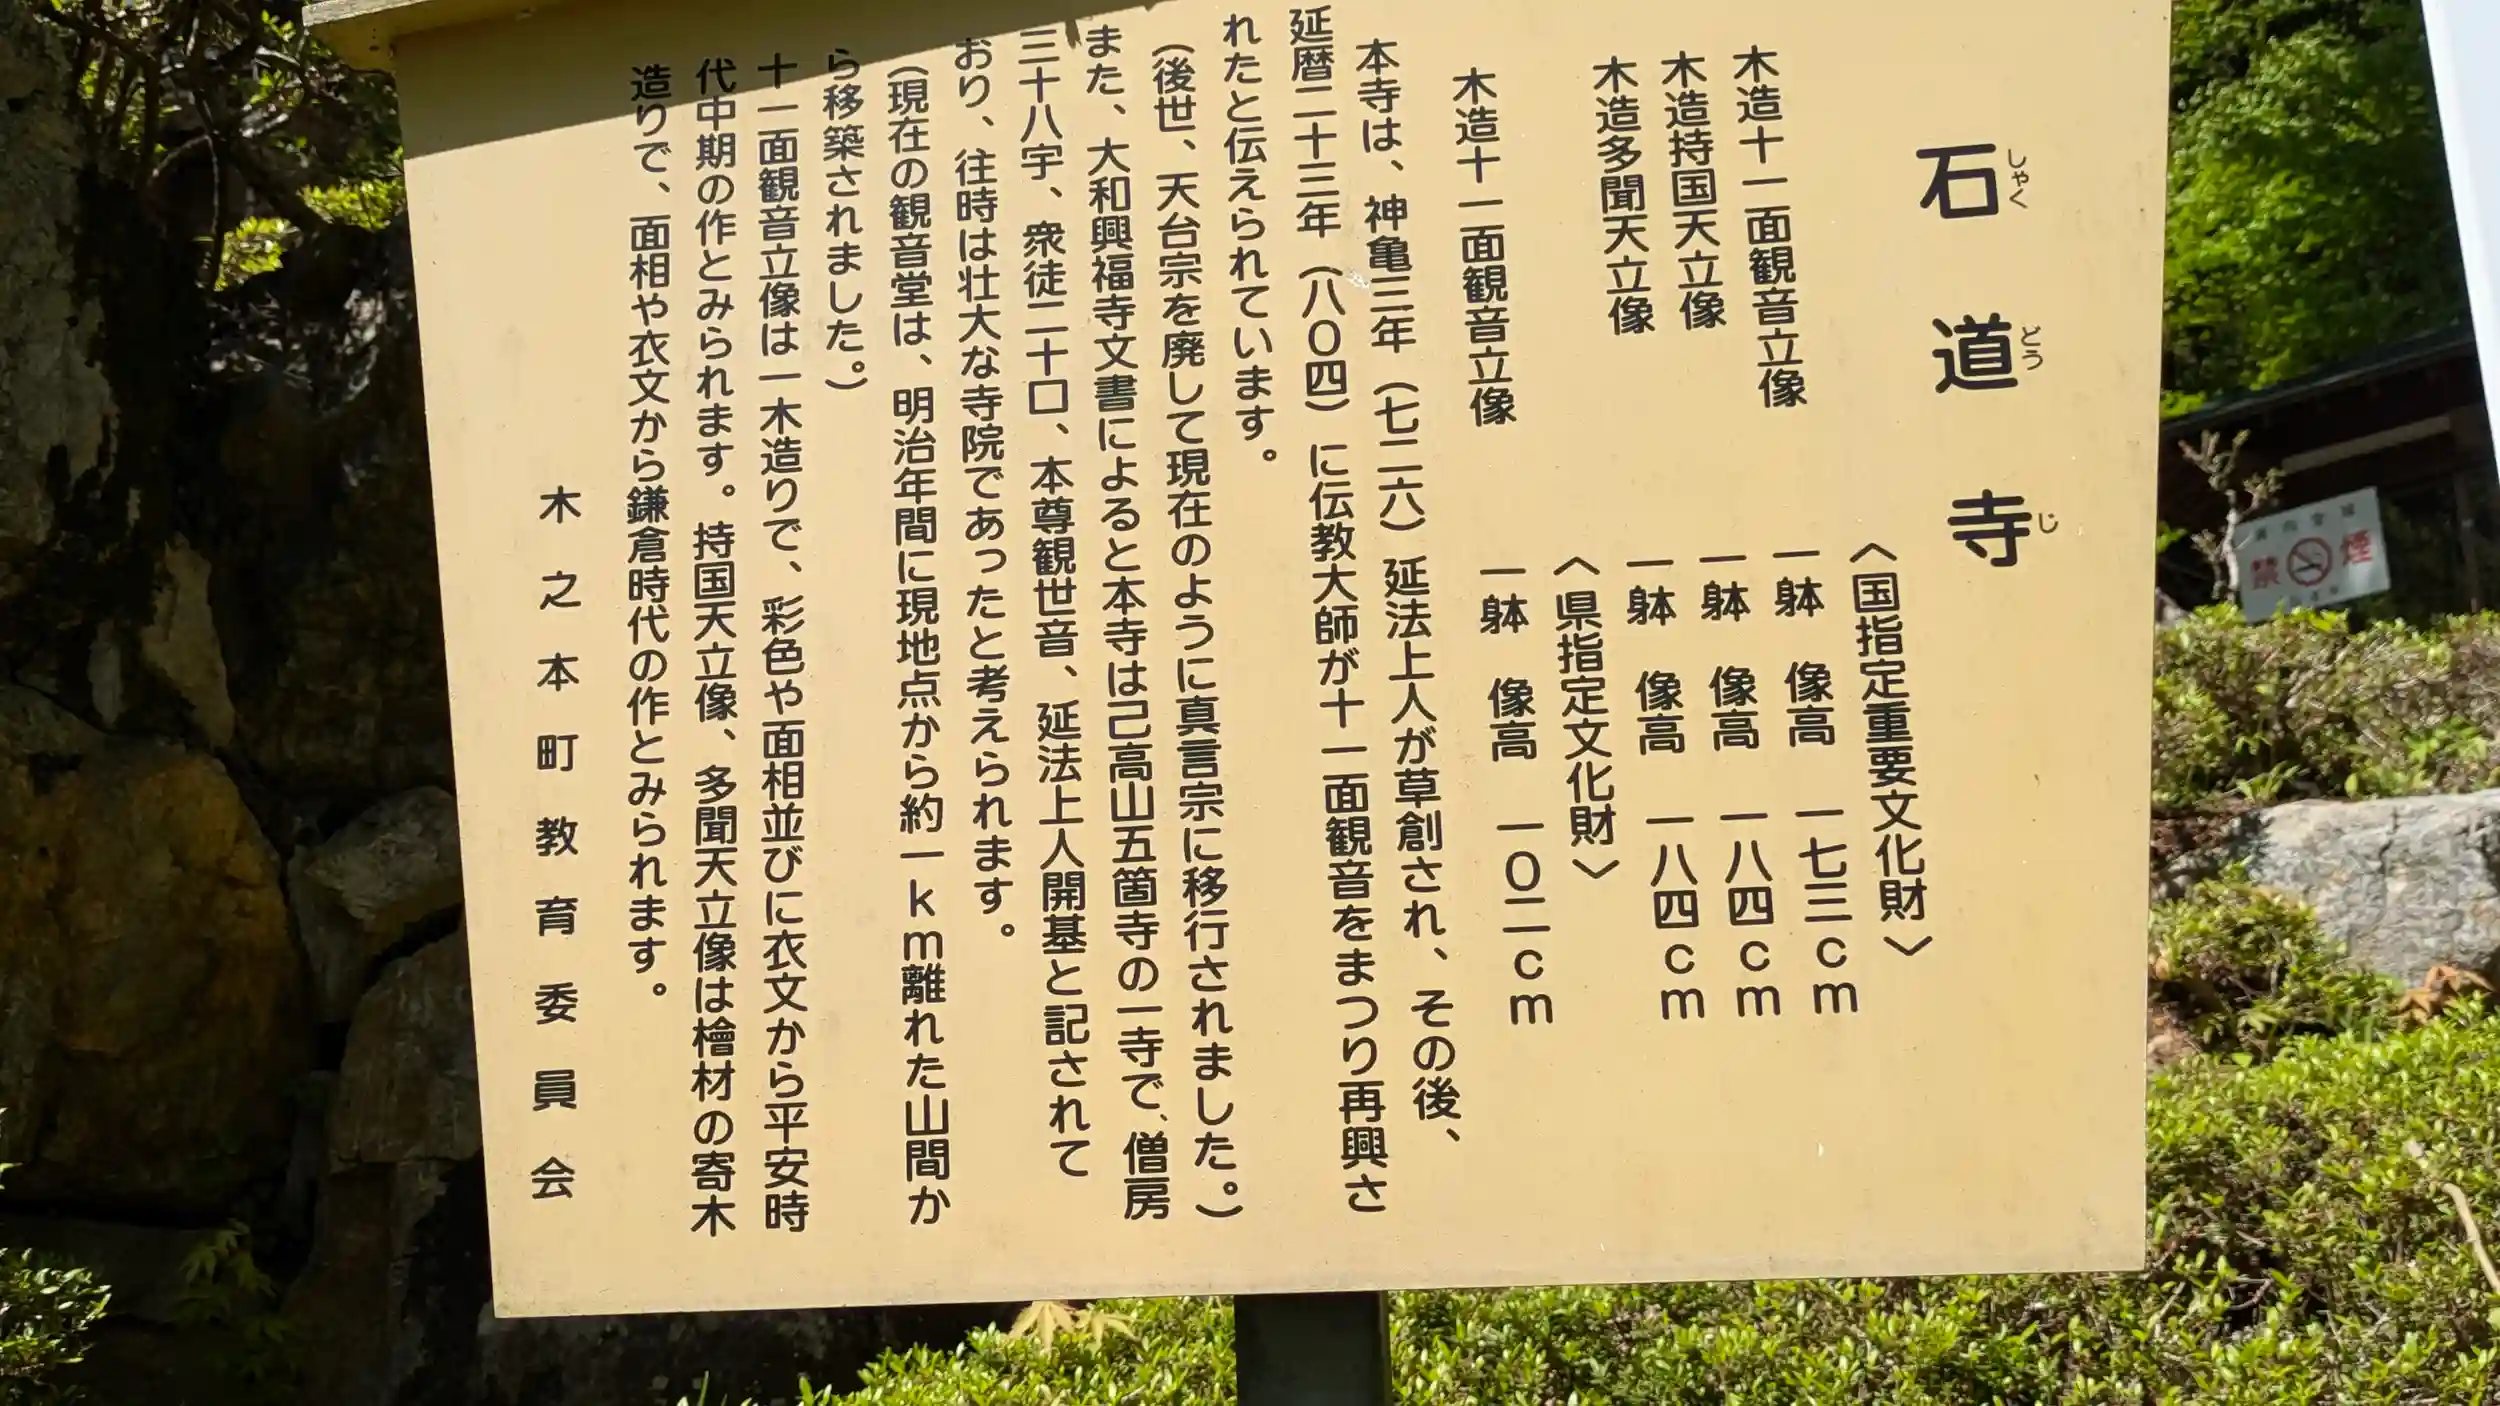 石道寺
しゃくどうじ
〈国指定重要文化財〉
木造十一面観音立像 一躰 像高 一七三cm
木造持国天立像 一躰 像高 一八四cm
木造多聞天立像 一躰 像高 一八四cm
〈県指定文化財〉
木造十一面観音立像 一躰 像高 一〇二cm
本寺は、神亀三年（七二六）延法上人が草創され、その後、
延暦二十三年（八〇四）に伝教大師が十一面観音をまつり再興さ
れたと伝えられています。
（後世、天台宗を廃して現在のように真言宗に移行されました。）
また、大和興福寺文書によると本寺は己高山五箇寺の一寺で、僧房
三十八宇、衆徒二十口、本尊観世音、延法上人開基と記されて
おり、往時は壮大な寺院であったと考えられます。
（現在の観音堂は、明治年間に現地点から約一km離れた山間か
ら移築されました。）
十一面観音立像は一木造りで、彩色や面相並びに衣文から平安時
代中期の作とみられます。持国天立像、多聞天立像は檜材の寄木
造りで、面相や衣文から鎌倉時代の作とみられます。
木之本町教育委員会
禁煙